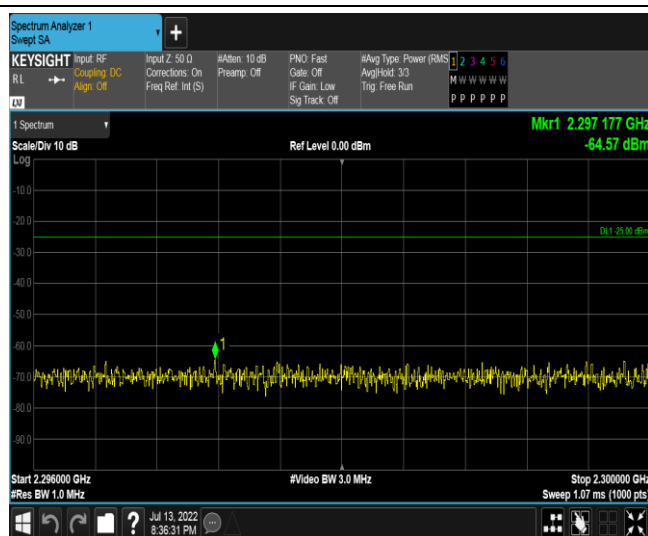 Spectrum Analyzer 1
Swept SA
+
KEYSIGHT
RL
LXI
Input: RF
Coupling: DC
Align: Off
Input Z: 50 Ω
Corrections: On
Freq Ref: Int (S)
#Atten: 10 dB
Preamp: Off
PNO: Fast
Gate: Off
IF Gain: Low
Sig Track: Off
#Avg Type: Power (RMS
Avg|Hold: 3/3
Trig: Free Run
1 2 3 4 5 6
M W W W W W
P P P P P P
1 Spectrum
Mkr1 2.297 177 GHz
Scale/Div 10 dB
Ref Level 0.00 dBm
-64.57 dBm
Log
-10.0
-20.0
DL1 -25.00 dBm
-30.0
-40.0
-50.0
1
-60.0
-70.0
-80.0
-90.0
Start 2.296000 GHz
#Video BW 3.0 MHz
Stop 2.300000 GHz
#Res BW 1.0 MHz
Sweep 1.07 ms (1000 pts)
?
Jul 13, 2022
8:36:31 PM